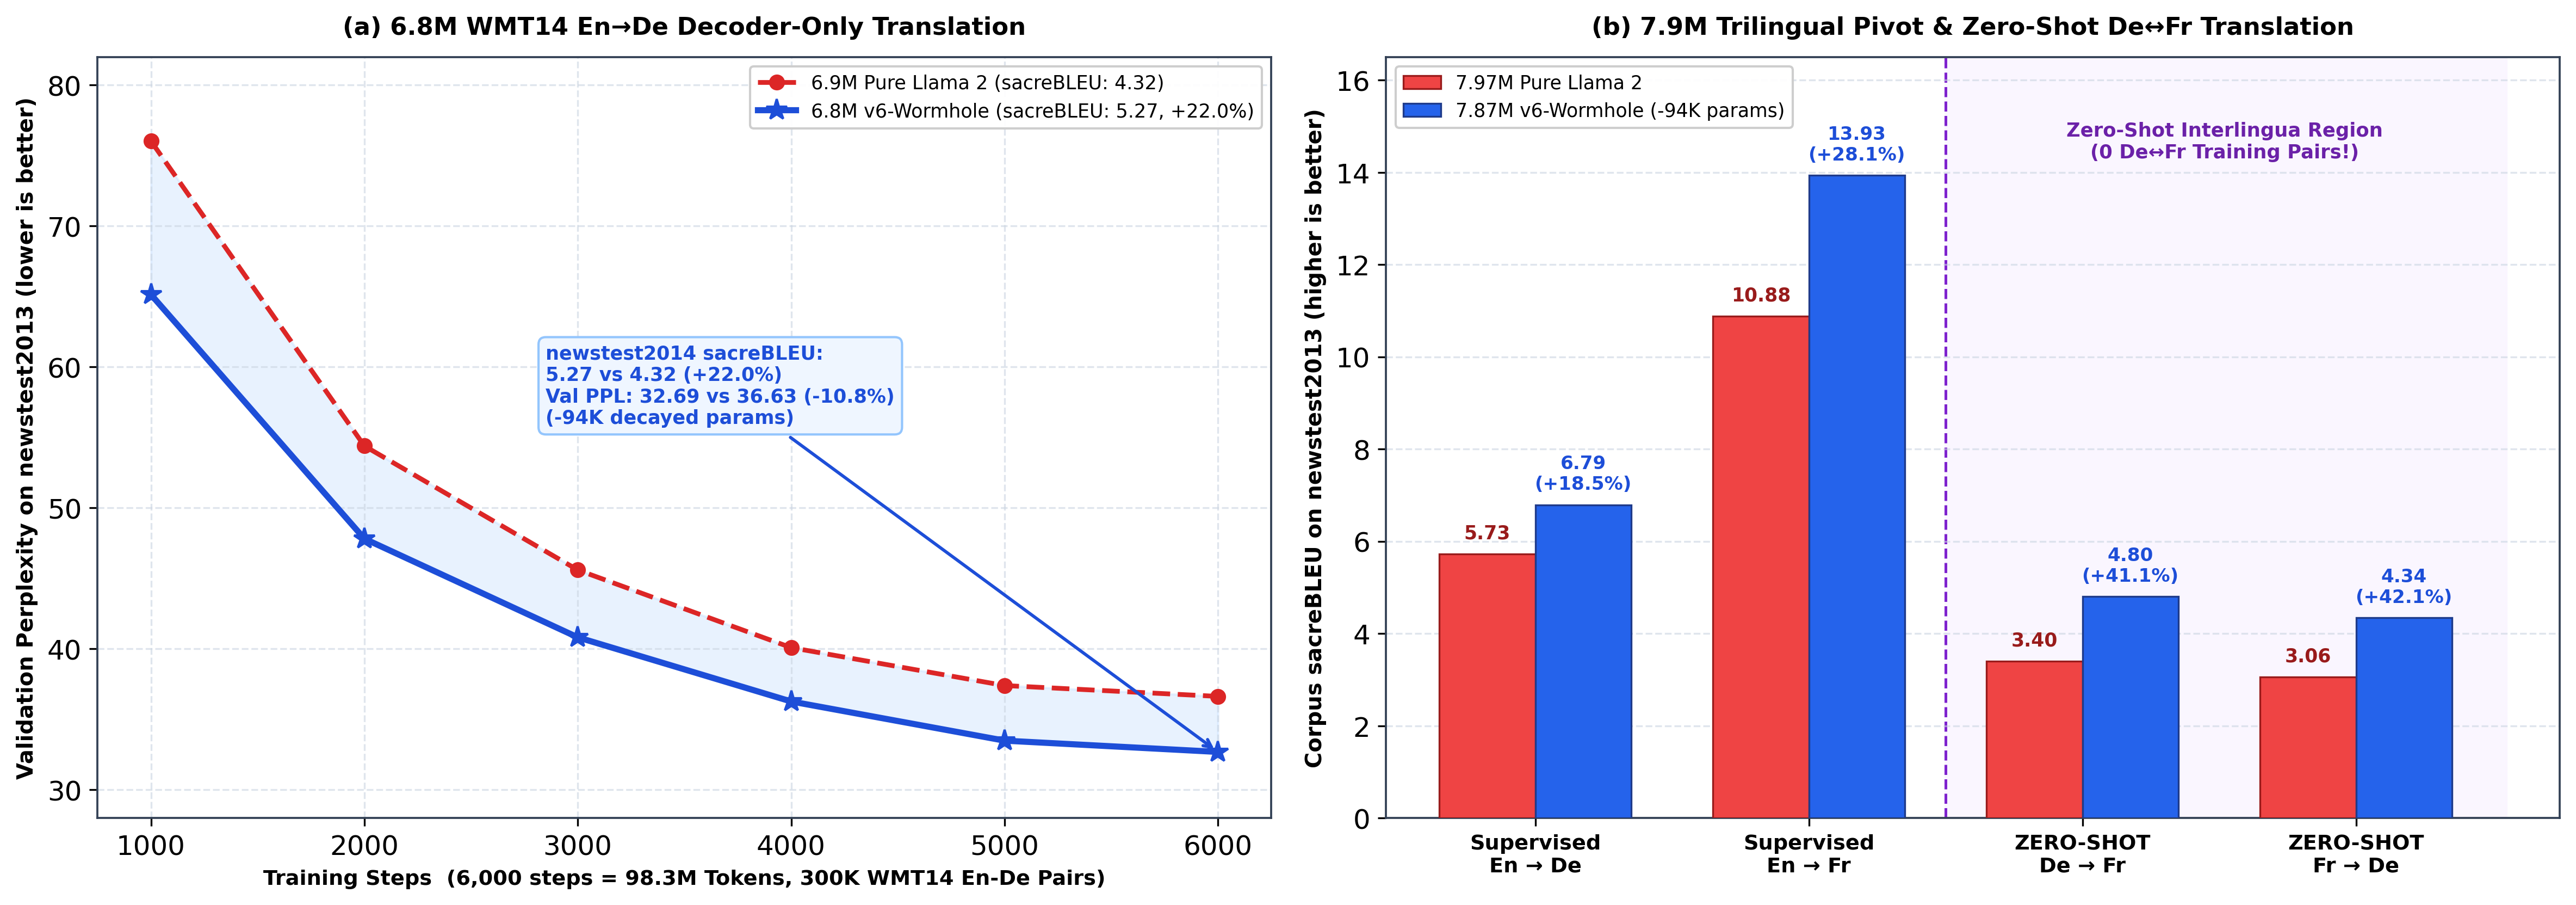 (a) 6.8M WMT14 En→De Decoder-Only Translation
Validation Perplexity on newstest2013 (lower is better)
80
70
60
50
40
30
6.9M Pure Llama 2 (sacreBLEU: 4.32)
6.8M v6-Wormhole (sacreBLEU: 5.27, +22.0%)
newstest2014 sacreBLEU:
5.27 vs 4.32 (+22.0%)
Val PPL: 32.69 vs 36.63 (-10.8%)
(-94K decayed params)
1000 2000 3000 4000 5000 6000
Training Steps (6,000 steps = 98.3M Tokens, 300K WMT14 En-De Pairs)
(b) 7.9M Trilingual Pivot & Zero-Shot De↔Fr Translation
Corpus sacreBLEU on newstest2013 (higher is better)
16
14
12
10
8
6
4
2
0
7.97M Pure Llama 2
7.87M v6-Wormhole (-94K params)
Zero-Shot Interlingua Region
(0 De↔Fr Training Pairs!)
5.73
6.79
(+18.5%)
10.88
13.93
(+28.1%)
3.40
4.80
(+41.1%)
3.06
4.34
(+42.1%)
Supervised
En → De
Supervised
En → Fr
ZERO-SHOT
De → Fr
ZERO-SHOT
Fr → De